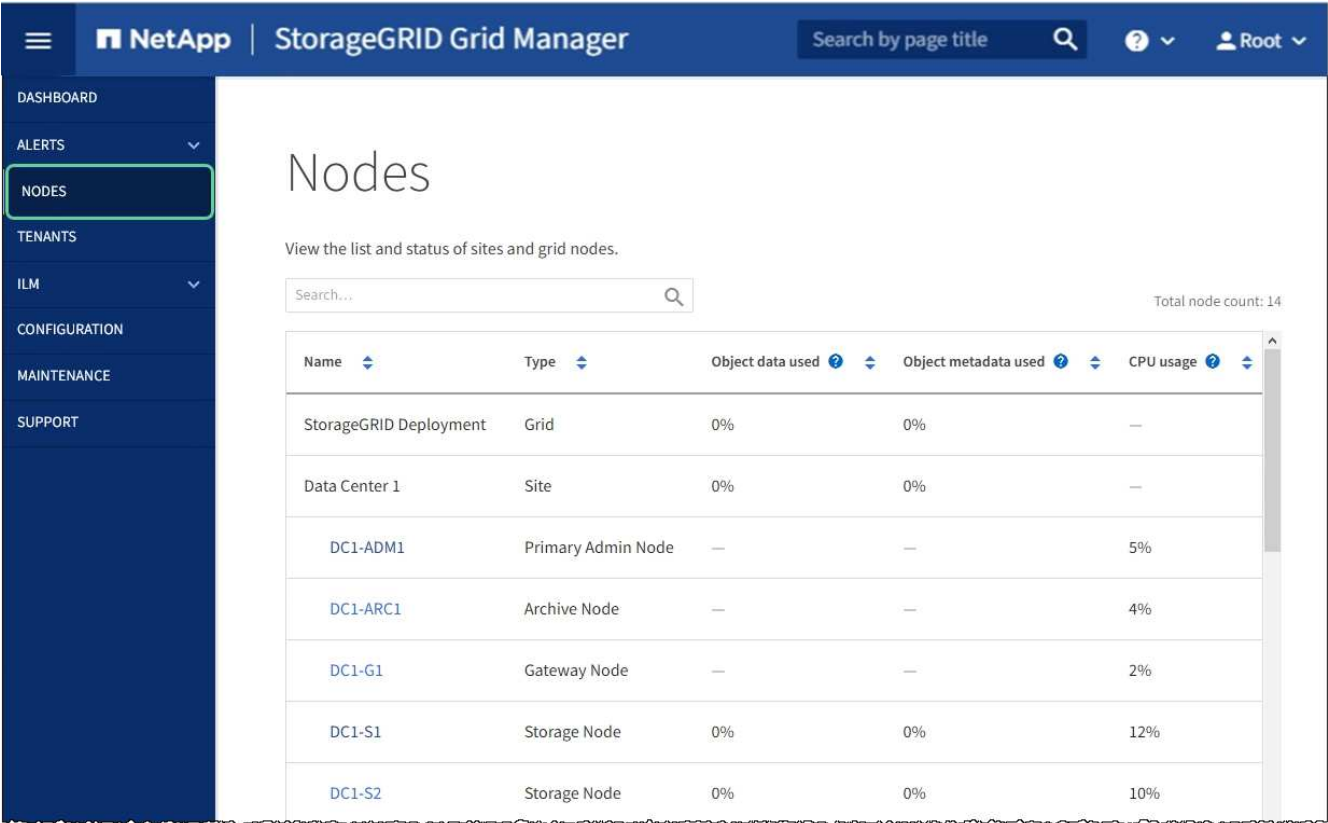 NetApp | StorageGRID Grid Manager Search by page title ? Root
DASHBOARD
ALERTS
NODES
TENANTS
ILM
CONFIGURATION
MAINTENANCE
SUPPORT
Nodes
View the list and status of sites and grid nodes.
Search...
Total node count: 14
Name Type Object data used ? Object metadata used ? CPU usage ?
StorageGRID Deployment Grid 0% 0% —
Data Center 1 Site 0% 0% —
DC1-ADM1 Primary Admin Node — — 5%
DC1-ARC1 Archive Node — — 4%
DC1-G1 Gateway Node — — 2%
DC1-S1 Storage Node 0% 0% 12%
DC1-S2 Storage Node 0% 0% 10%